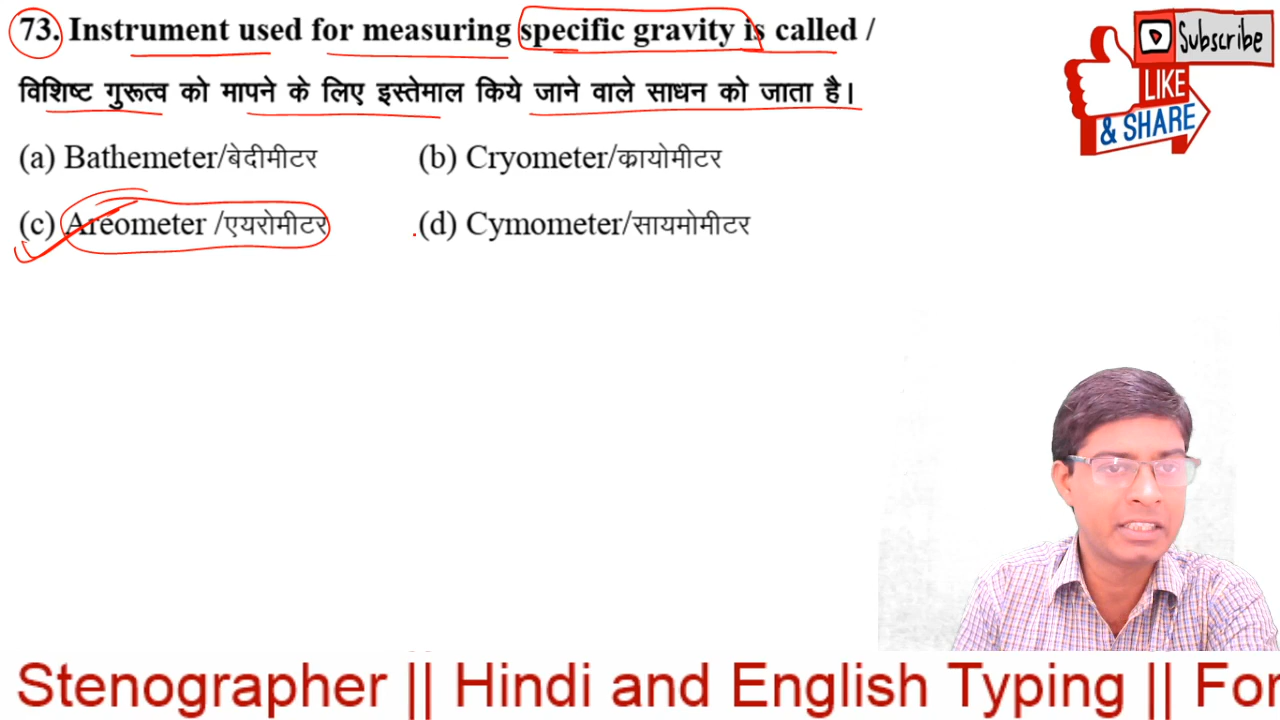 73. Instrument used for measuring specific gravity is called /
विशिष्ट गुरूत्व को मापने के लिए इस्तेमाल किये जाने वाले साधन को जाता है।
(a) Bathemeter/बेदीमीटर (b) Cryometer/कायोमीटर
(c) Areometer /एयरोमीटर (d) Cymometer/सायमोमीटर
Subscribe
LIKE
& SHARE
Stenographer || Hindi and English Typing || For